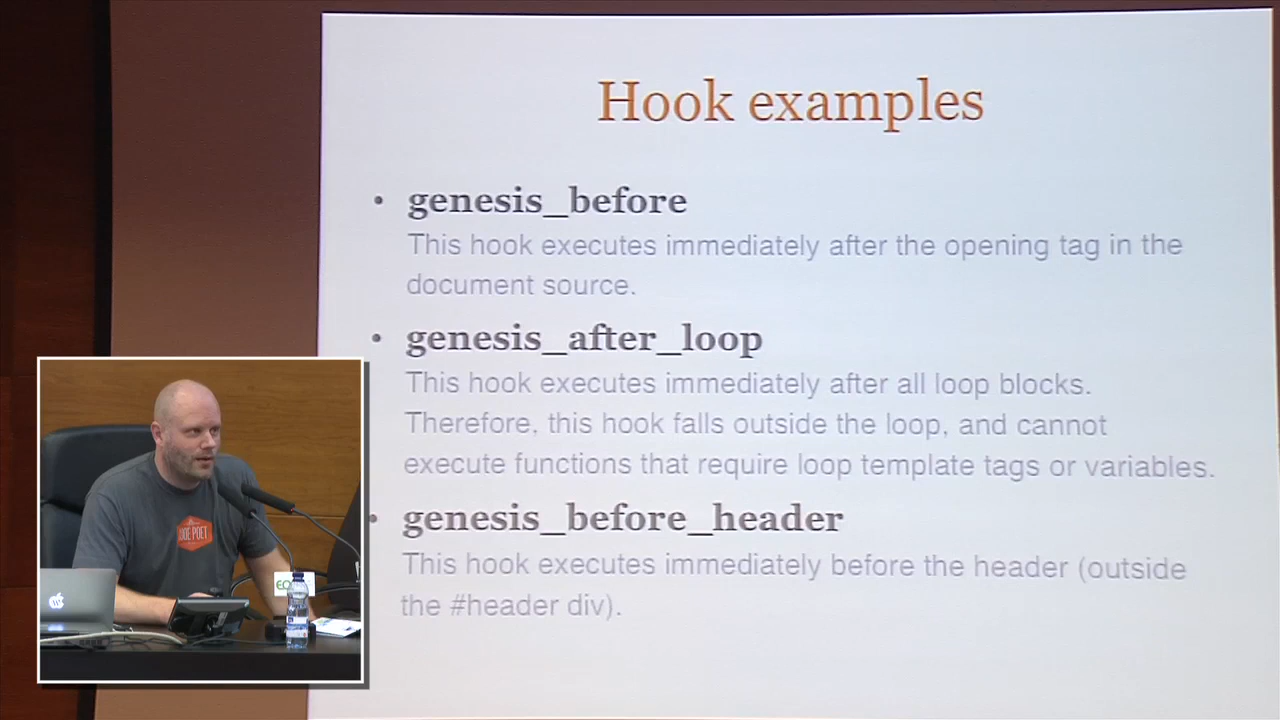 Hook examples
• genesis_before
This hook executes immediately after the opening tag in the
document source.
• genesis_after_loop
This hook executes immediately after all loop blocks.
Therefore, this hook falls outside the loop, and cannot
execute functions that require loop template tags or variables.
• genesis_before_header
This hook executes immediately before the header (outside
the #header div).
CODE POET